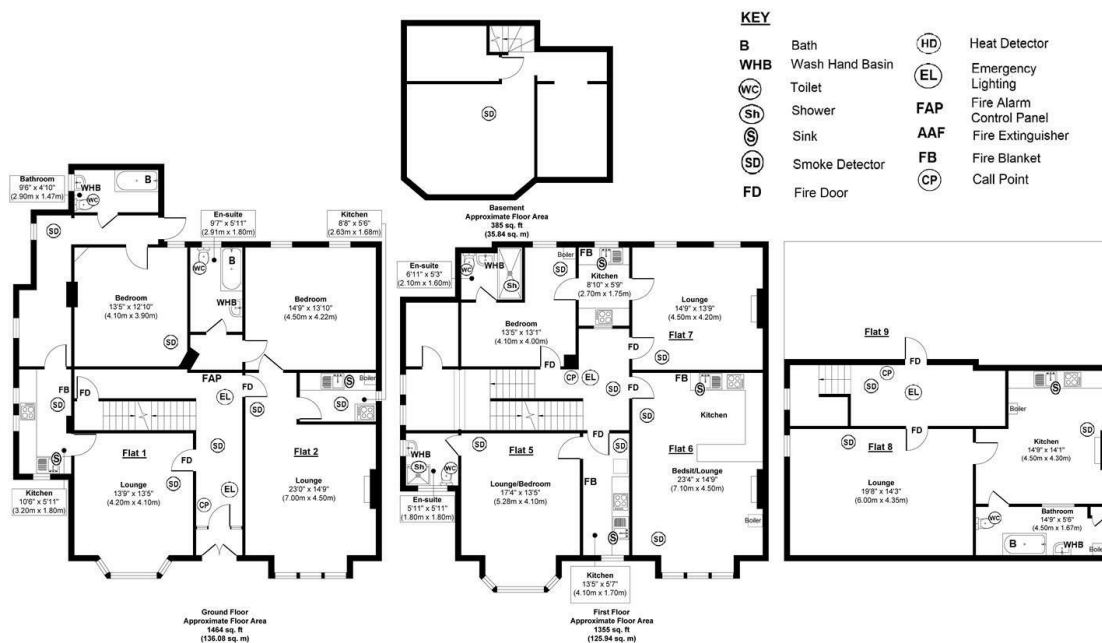 KEY
B Bath
WHB Wash Hand Basin
WC Toilet
Sh Shower
S Sink
SD Smoke Detector
FD Fire Door
HD Heat Detector
EL Emergency
Lighting
FAP Fire Alarm
Control Panel
AAF Fire Extinguisher
FB Fire Blanket
CP Call Point
SD
Basement
Approximate Floor Area
385 sq. ft
(35.84 sq. m)
Bathroom
9'6" x 4'10"
(2.90m x 1.47m)
WHB
B
WC
SD
En-suite
9'7" x 5'11"
(2.91m x 1.80m)
WC
B
WHB
Kitchen
8'8" x 5'6"
(2.63m x 1.68m)
Bedroom
13'5" x 12'10"
(4.10m x 3.90m)
SD
Bedroom
14'9" x 13'10"
(4.50m x 4.22m)
FB
SD
FD
FAP
EL
FD
SD
S
Boiler
SD
S
Flat 1
FD
SD
SD
Flat 2
Lounge
13'9" x 13'5"
(4.20m x 4.10m)
EL
CP
Lounge
23'0" x 14'9"
(7.00m x 4.50m)
Kitchen
10'6" x 5'11"
(3.20m x 1.80m)
Ground Floor
Approximate Floor Area
1464 sq. ft
(136.08 sq. m)
En-suite
6'11" x 5'3"
(2.10m x 1.60m)
WC
WHB
Sh
Boiler
SD
FB
S
Kitchen
8'10" x 5'9"
(2.70m x 1.75m)
Bedroom
13'5" x 13'1"
(4.10m x 4.00m)
FD
Lounge
14'9" x 13'9"
(4.50m x 4.20m)
FD
Flat 7
SD
CP
EL
SD
FD
FB
S
SD
Kitchen
WHB
Sh
WC
SD
Flat 5
FD
SD
Flat 6
SD
Lounge/Bedroom
17'4" x 13'5"
(5.28m x 4.10m)
FB
S
Bedsit/Lounge
23'4" x 14'9"
(7.10m x 4.50m)
Boiler
SD
En-suite
5'11" x 5'11"
(1.80m x 1.80m)
Kitchen
13'5" x 5'7"
(4.10m x 1.70m)
First Floor
Approximate Floor Area
1355 sq. ft
(125.94 sq. m)
Flat 9
FD
CP
SD
EL
S
Boiler
FD
SD
Flat 8
SD
Lounge
19'8" x 14'3"
(6.00m x 4.35m)
Kitchen
14'9" x 14'1"
(4.50m x 4.30m)
Bathroom
14'9" x 5'6"
(4.50m x 1.67m)
WC
B
WHB
Boiler